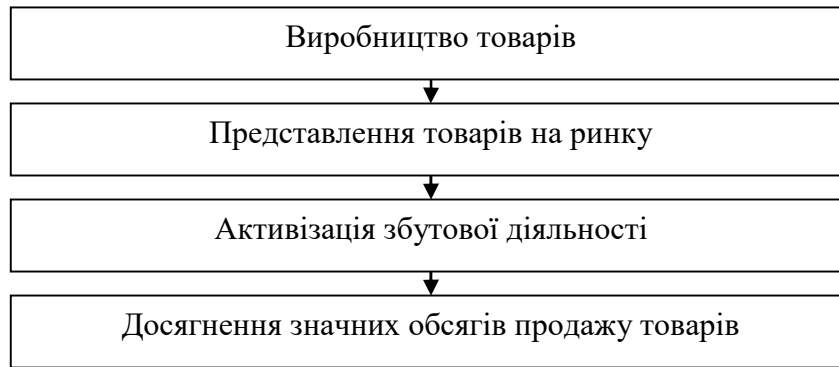 Виробництво товарів
Представлення товарів на ринку
Активізація збутової діяльності
Досягнення значних обсягів продажу товарів